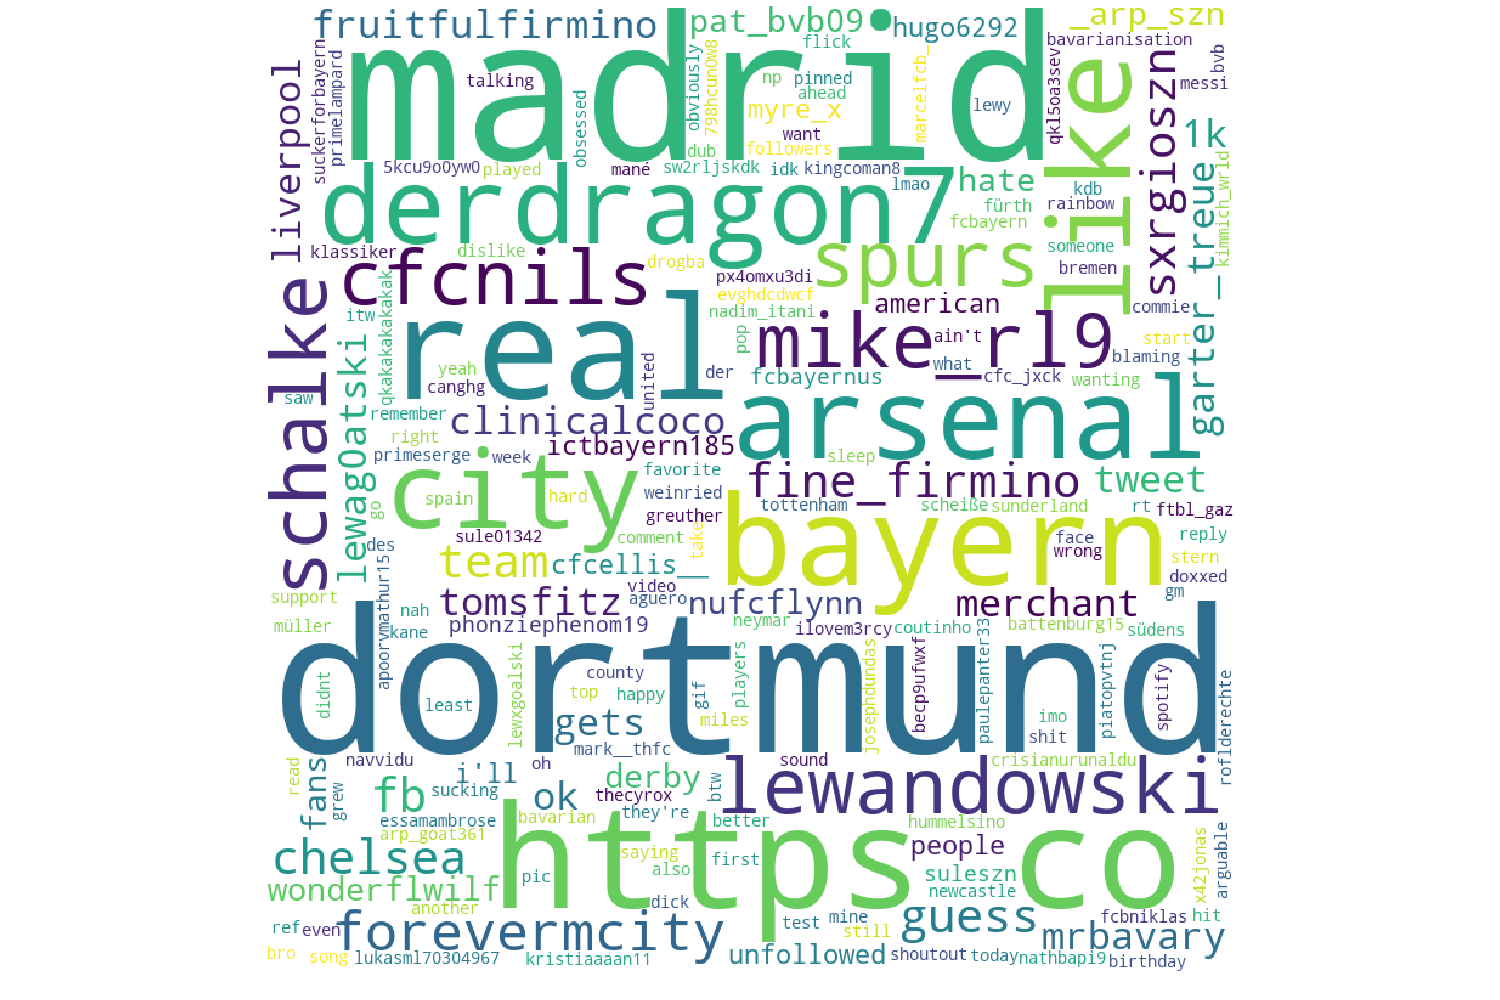 fruitfulfirmino
madrid
pat_bvb09
hugo6292
_arp_szn
bavarianisation
flick
talking
np
pinned
ahead
lewy
messi
bvb
liverpool
suckerforbayern
primelampard
obsessed
obviously
798hcun0w8
myre_x
want
followers
marcelfcb_
qkl5oa3sev
like
sxrgioszn
1k
dub
5kcu9o0yw0
played
mané
sw2rljskdk
idk
kingcoman8
lmao
hate
kdb
rainbow
kimmich_wrld
derdragon7
fürth
fcbayern
klassiker
dislike
drogba
spurs
someone
bremen
garter_treue
cfcnils
px4omxu3di
evghdcdwcf
nadim_itani
american
commie
schalke
itw
qkakakakakakak
real
pop
mike_rl9
ain't
what
cfc_jxck
start
blaming
wanting
yeah
canghg
united
der
fcbayernus
saw
remember
lewag0atski
clinicalcoco
arsenal
right
primeserge
week
ictbayern185
city
favorite
sleep
fine_firmino
tweet
spain
hard
weinried
tottenham
scheiße
sunderland
rt
ftbl_gaz
go
greuther
des
sule01342
comment
take
bayern
face
wrong
reply
stern
doxxed
team
cfcellis__
video
gm
support
apoorvmathur15
nah
tomsfitz
aguero
nufcflynn
merchant
müller
kane
phonziephenom19
neymar
ilovem3rcy
coutinho
battenburg15
südens
dortmund
didnt
least
lewxgoalski
county
top
happy
gif
players
miles
josephdundas
becp9ufwxf
paulepanter33
imo
shit
piatopvtnj
spotify
roflderechte
gets
mark__thfc
read
grew
fans
navvidu
i'll
oh
derby
sound
crisianurunaldu
fb
sucking
ok
thecyrox
btw
lewandowski
essamambrose
arp_goat361
bavarian
they're
better
hummelsino
chelsea
https
co
saying
also
first
people
x42jonas
arguable
wonderflwilf
pic
suleszn
newcastle
another
dick
ref
even
forevermcity
test
mine
still
guess
fcbniklas
hit
mrbavary
bro
song
lukasml70304967
kristiaaaan11
unfollowed
shoutout
today
nathbapi9
birthday